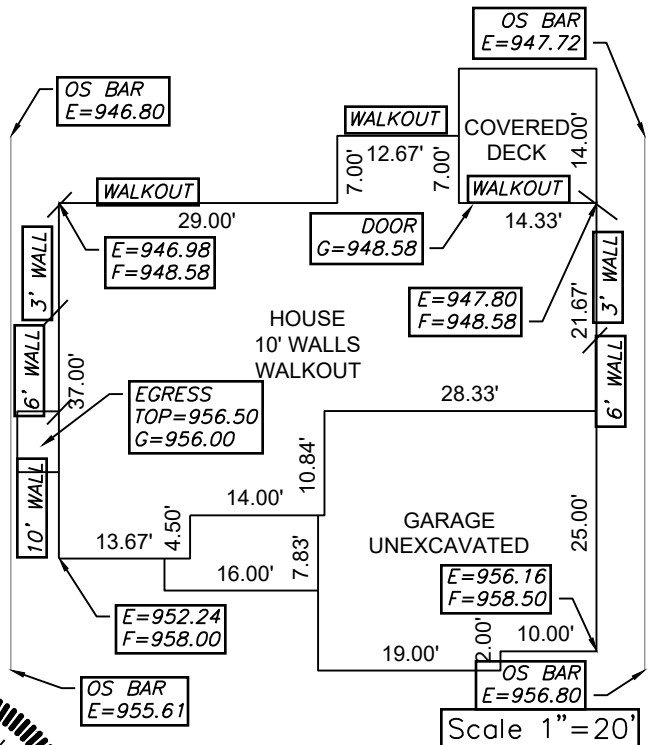 OS BAR
E=947.72
OS BAR
E=946.80
WALKOUT
COVERED
DECK
14.00'
12.67'
7.00'
7.00'
WALKOUT
WALKOUT
29.00'
DOOR
G=948.58
14.33'
E=946.98
F=948.58
3' WALL
3' WALL
E=947.80
F=948.58
21.67'
HOUSE
10' WALLS
WALKOUT
6' WALL
37.00'
6' WALL
EGRESS
TOP=956.50
G=956.00
28.33'
10.84'
10' WALL
14.00'
13.67'
4.50'
GARAGE
UNEXCAVATED
25.00'
7.83'
16.00'
E=956.16
F=958.50
E=952.24
F=958.00
2.00'
10.00'
19.00'
OS BAR
E=955.61
OS BAR
E=956.80
Scale 1"=20'